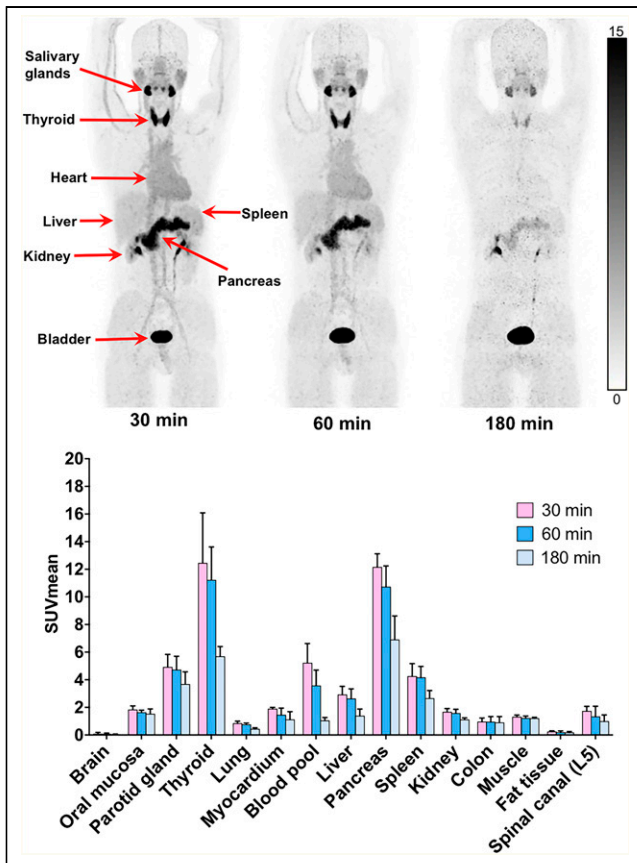 15
Salivary
glands
Thyroid
Heart
Liver
Spleen
Kidney
Pancreas
Bladder
0
30 min
60 min
180 min
20
18
16
14
12
10
8
6
4
2
0
SUVmean
30 min
60 min
180 min
Brain
Oral mucosa
Parotid gland
Thyroid
Lung
Myocardium
Blood pool
Liver
Pancreas
Spleen
Kidney
Colon
Muscle
Fat tissue
Spinal canal (L5)